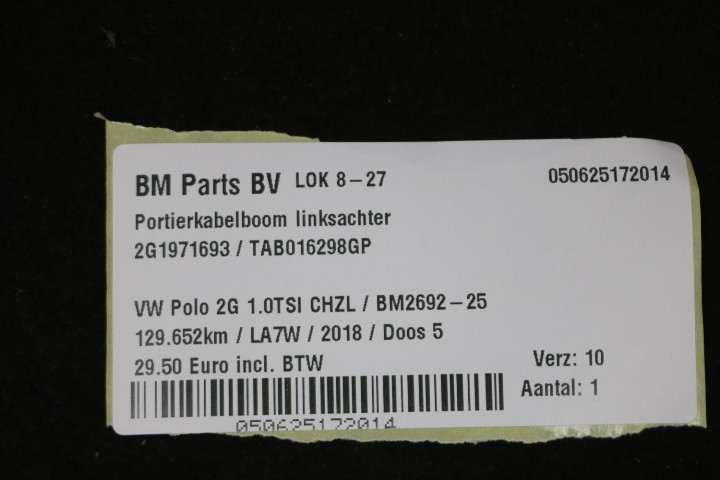 BM Parts BV LOK 8-27 050625172014
Portierkabelboom linksachter
2G1971693 / TAB016298GP
VW Polo 2G 1.0TSI CHZL / BM2692-25
129.652km / LA7W / 2018 / Doos 5
29.50 Euro incl. BTW Verz: 10
Aantal: 1
050625172014